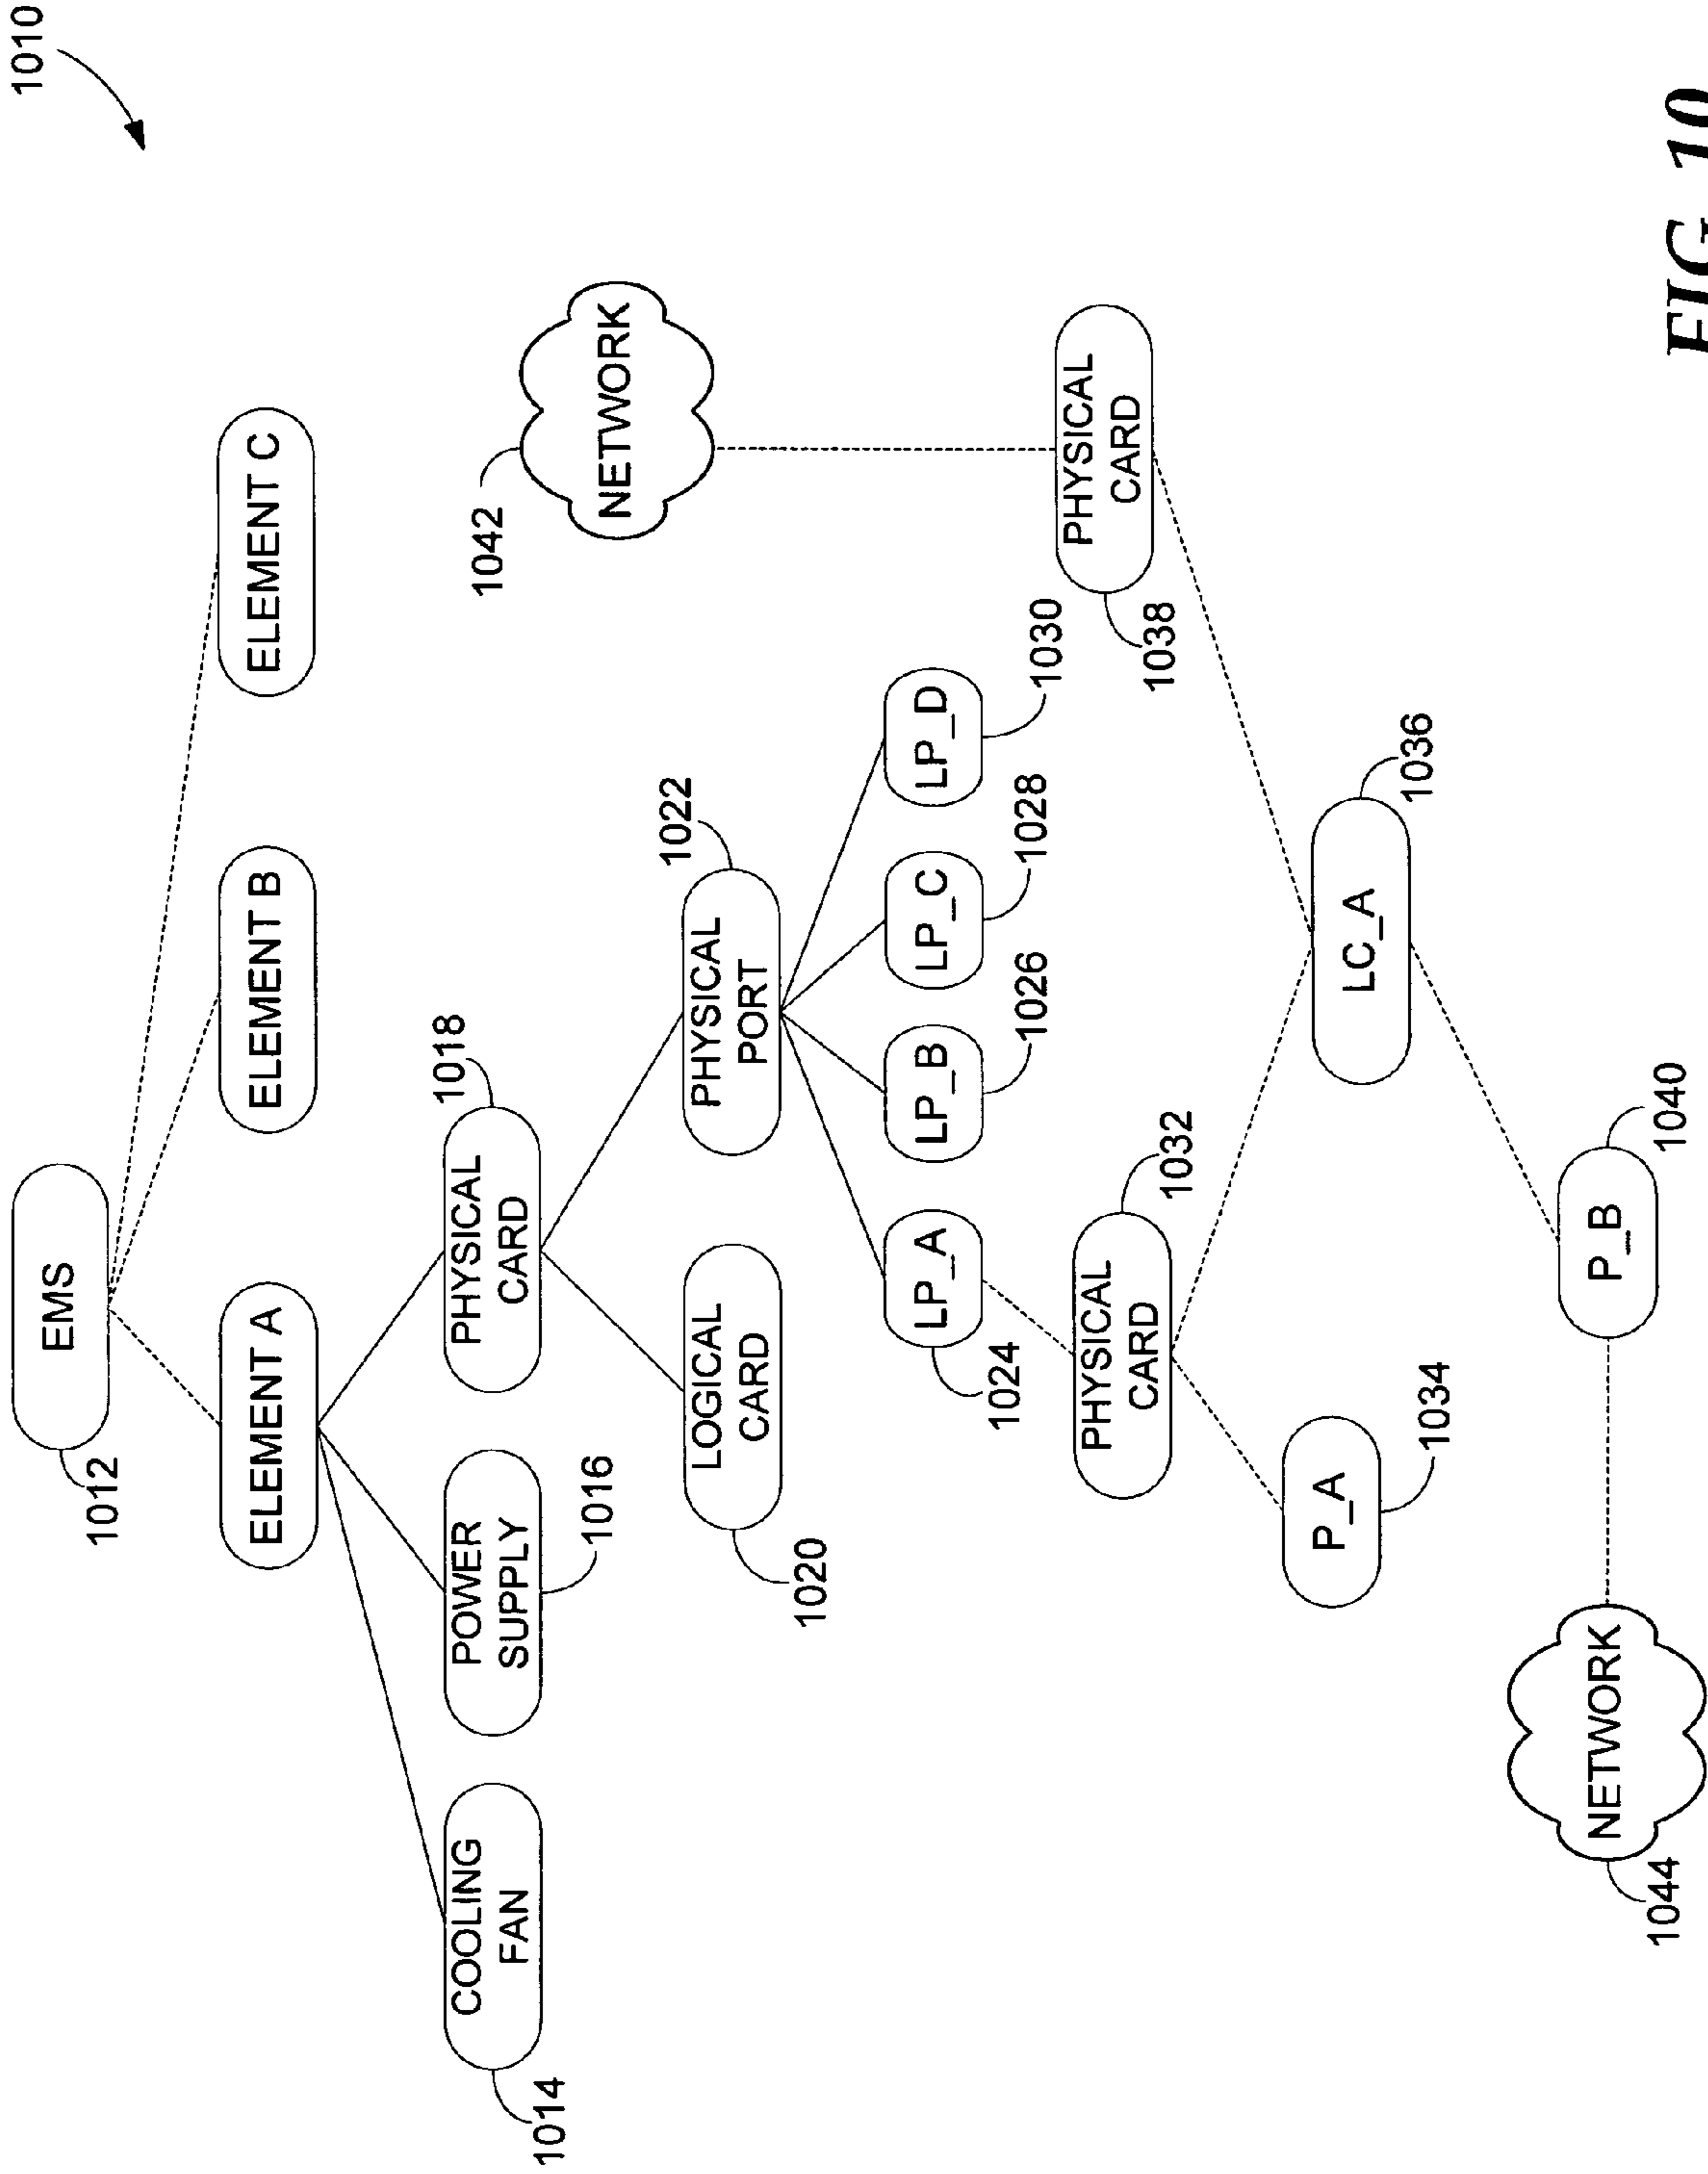 1010
EMS
1012
ELEMENT A
ELEMENT B
ELEMENT C
COOLING
FAN
1014
POWER
SUPPLY
1016
PHYSICAL
CARD
1018
NETWORK
1042
LOGICAL
CARD
1020
PHYSICAL
PORT
1022
LP_A
1024
LP_B
1026
LP_C
1028
LP_D
1030
PHYSICAL
CARD
1032
PHYSICAL
CARD
1038
P_A
1034
LC_A
1036
NETWORK
1044
P_B
1040
FIG. 10